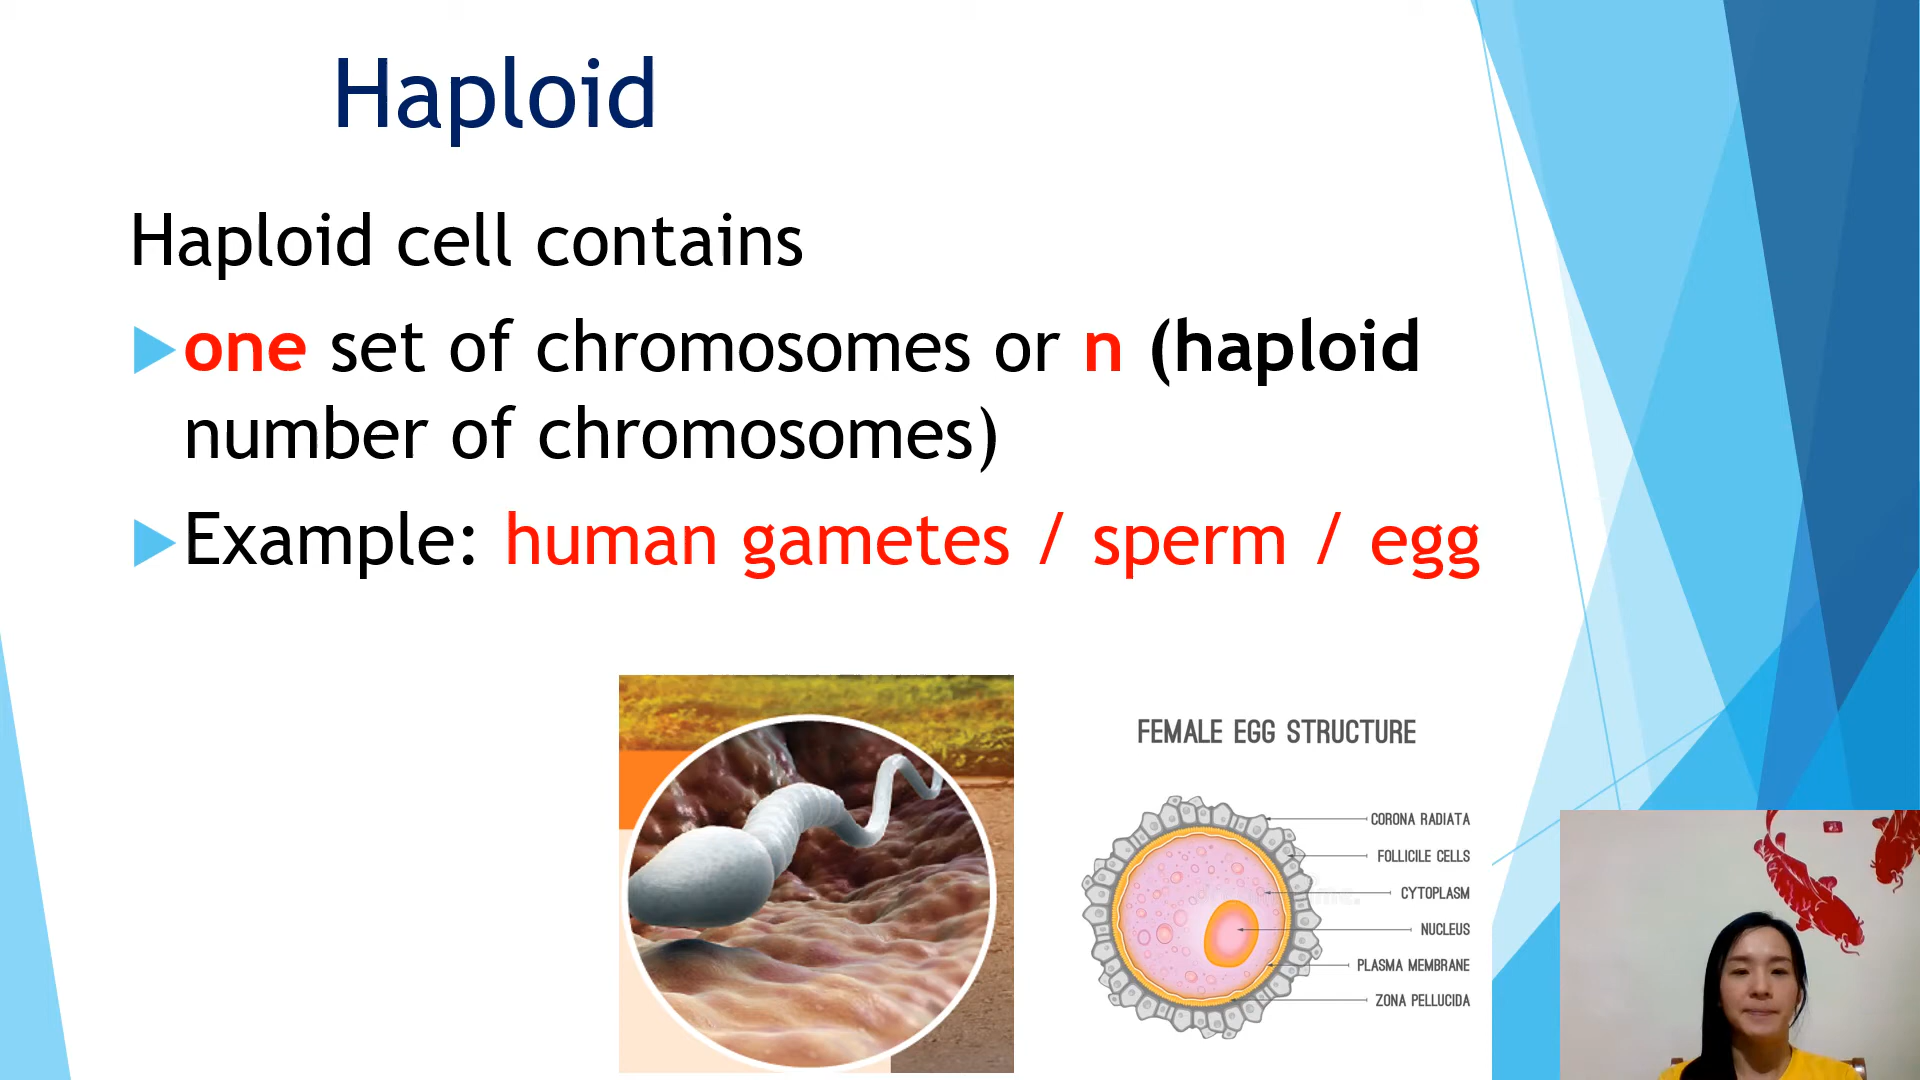 Haploid
Haploid cell contains
one set of chromosomes or n (haploid
number of chromosomes)
Example: human gametes / sperm / egg
FEMALE EGG STRUCTURE
CORONA RADIATA
FOLLICILE CELLS
CYTOPLASM
NUCLEUS
PLASMA MEMBRANE
ZONA PELLUCIDA